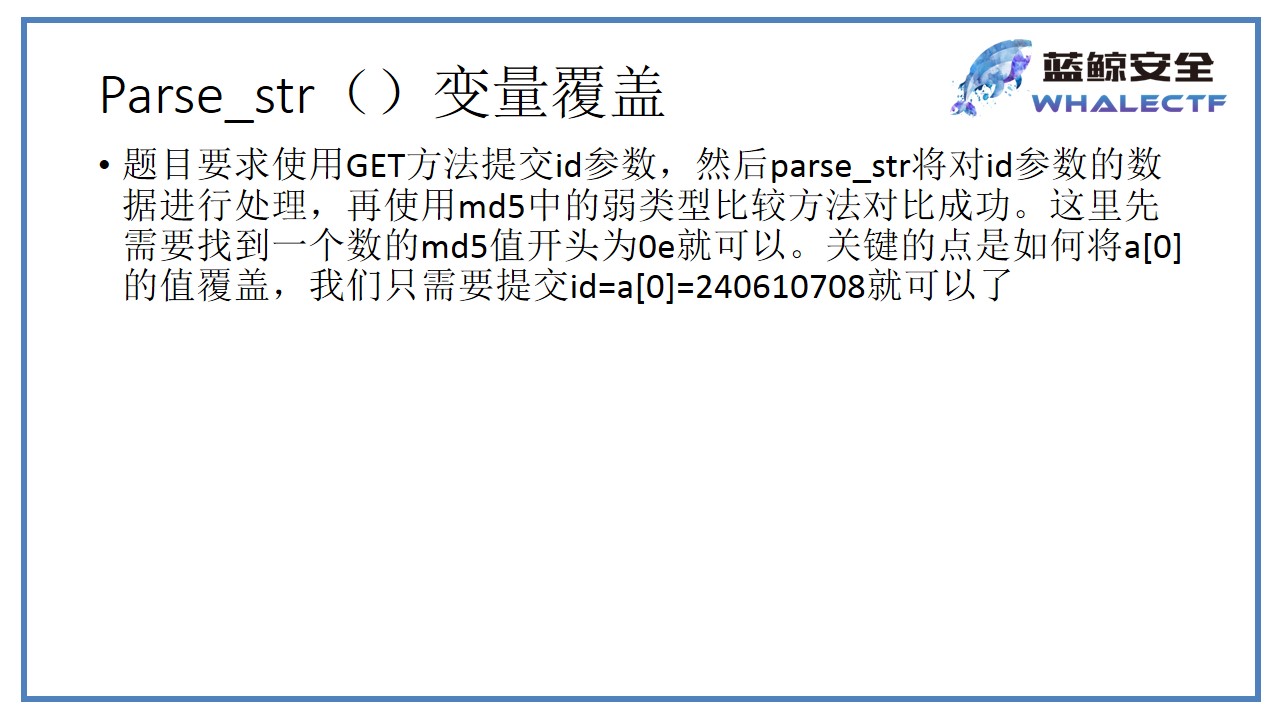 Parse_str（）变量覆盖
蓝鲸安全
WHALECTF
• 题目要求使用GET方法提交id参数，然后parse_str将对id参数的数
据进行处理，再使用md5中的弱类型比较方法对比成功。这里先
需要找到一个数的md5值开头为0e就可以。关键的点是如何将a[0]
的值覆盖，我们只需要提交id=a[0]=240610708就可以了